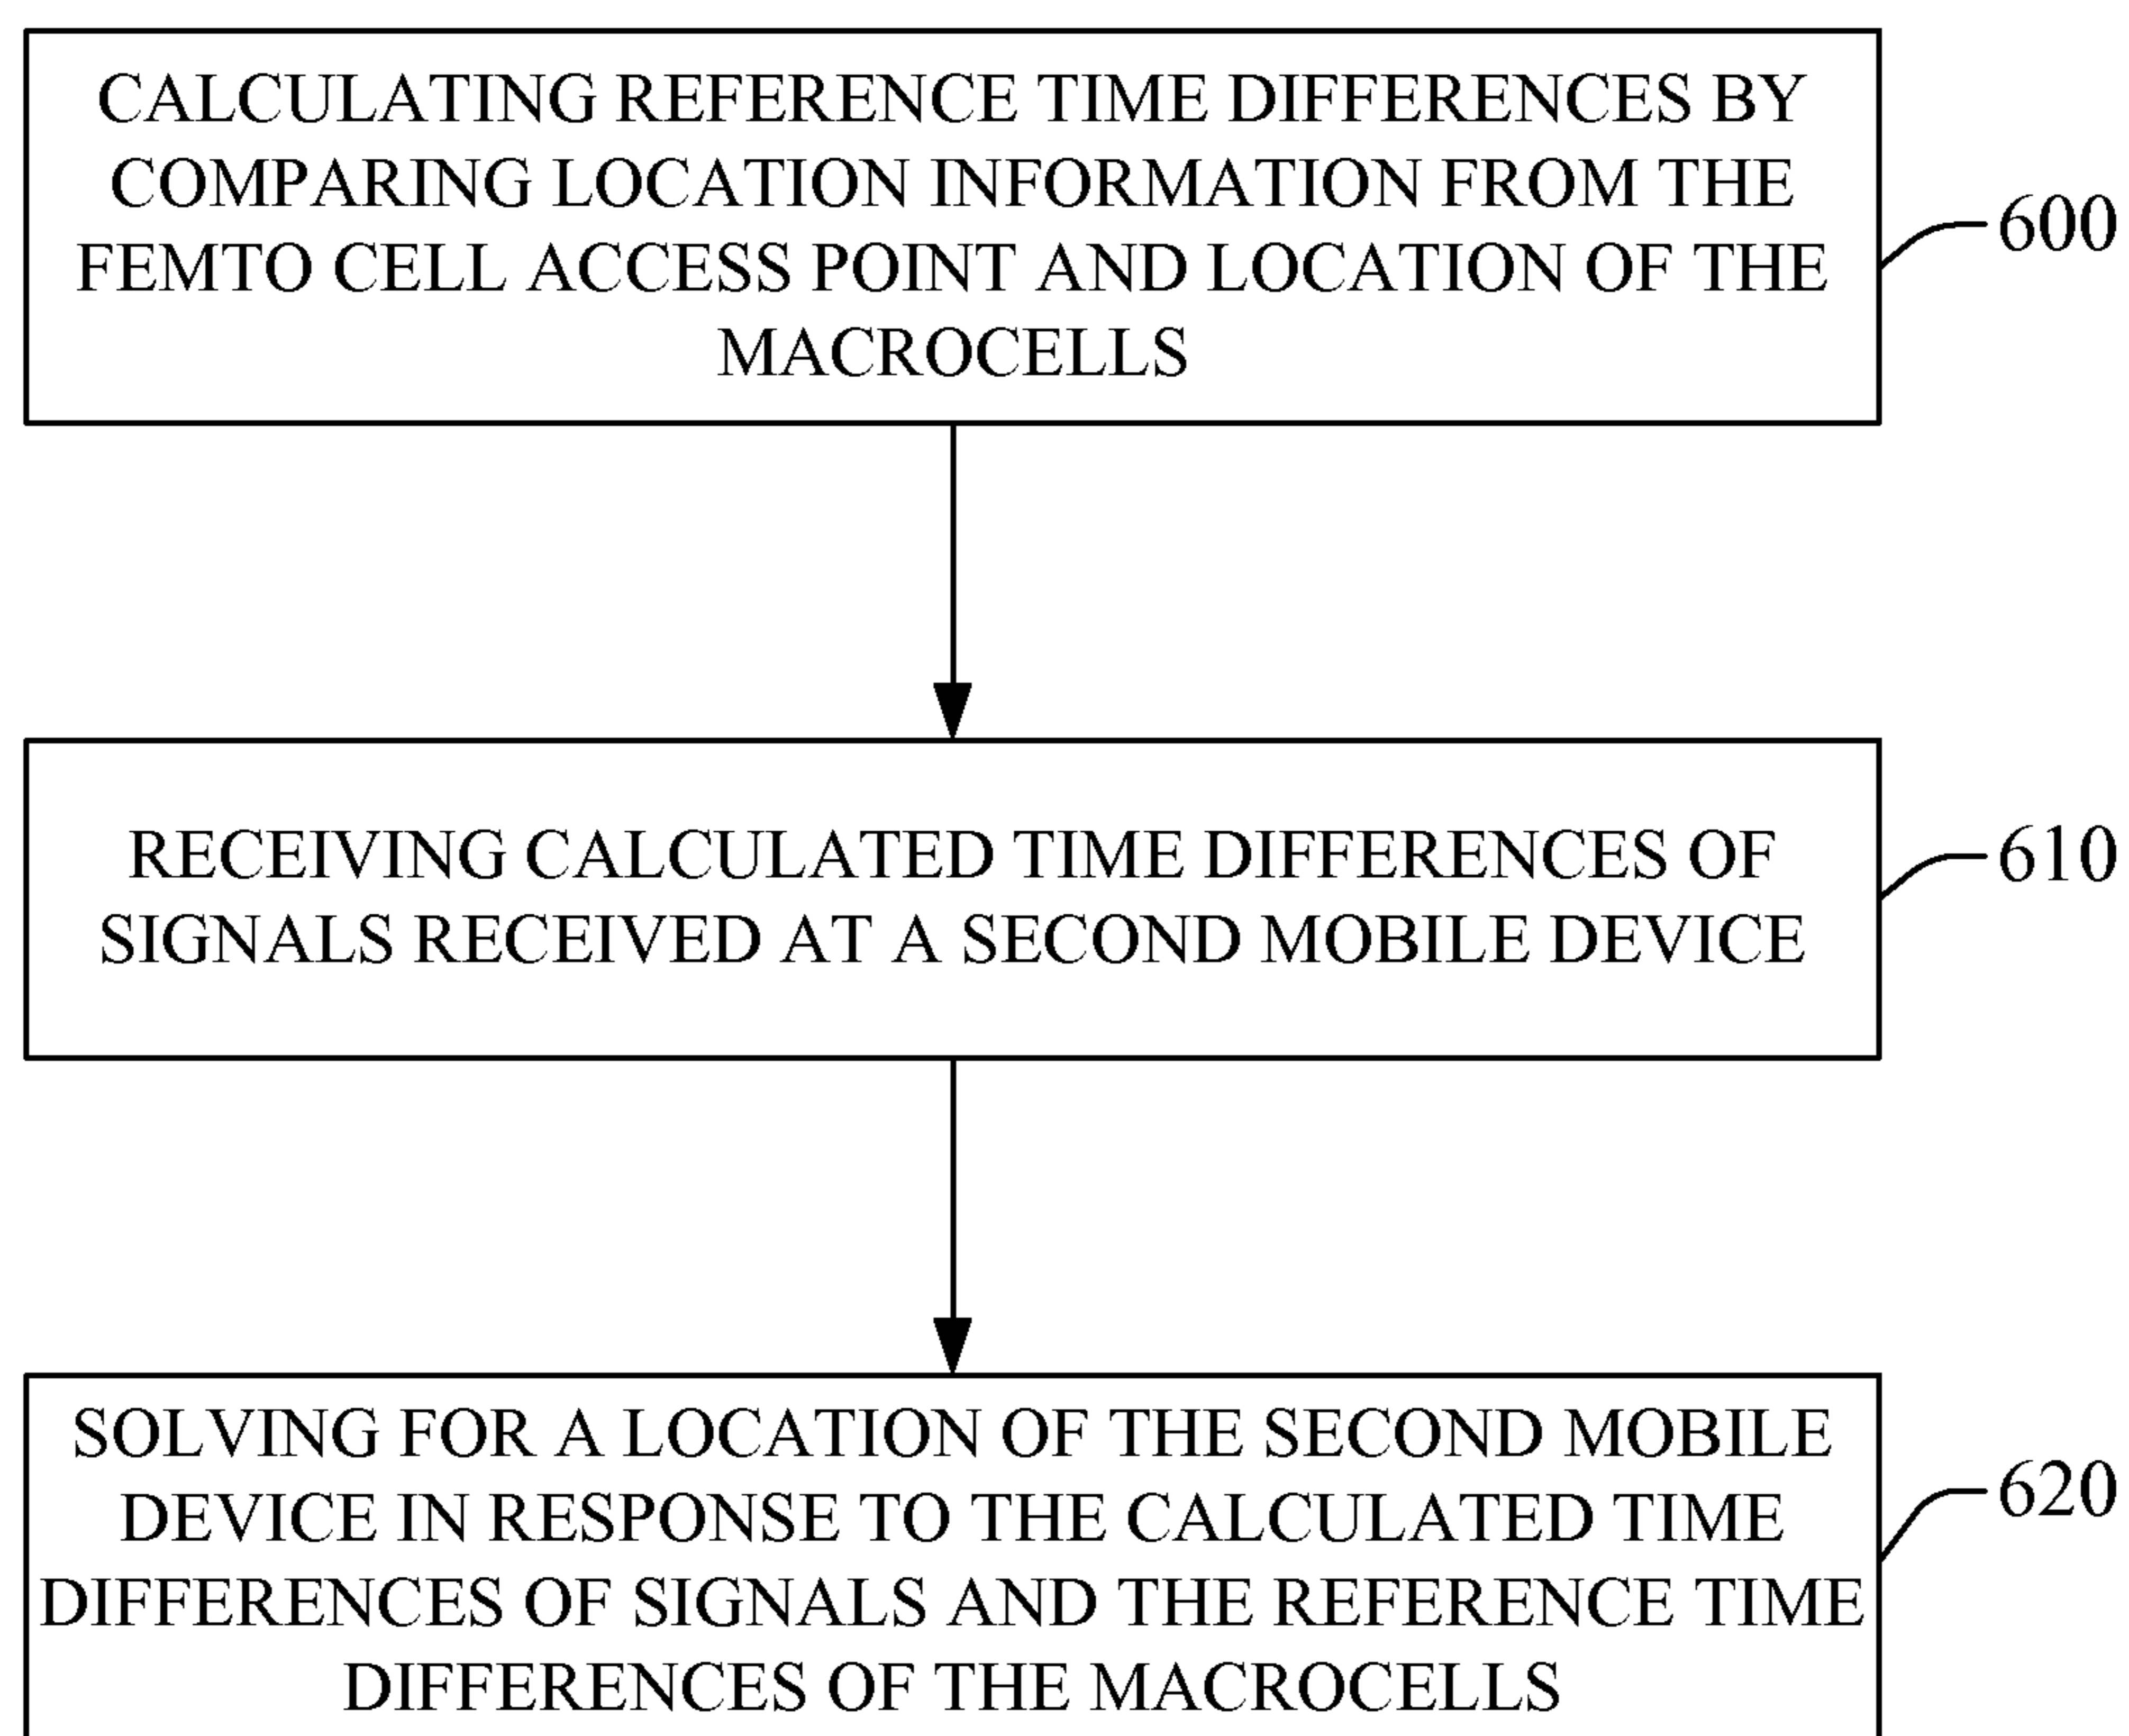 CALCULATING REFERENCE TIME DIFFERENCES BY
COMPARING LOCATION INFORMATION FROM THE
FEMTO CELL ACCESS POINT AND LOCATION OF THE
MACROCELLS
600
RECEIVING CALCULATED TIME DIFFERENCES OF
SIGNALS RECEIVED AT A SECOND MOBILE DEVICE
610
SOLVING FOR A LOCATION OF THE SECOND MOBILE
DEVICE IN RESPONSE TO THE CALCULATED TIME
DIFFERENCES OF SIGNALS AND THE REFERENCE TIME
DIFFERENCES OF THE MACROCELLS
620